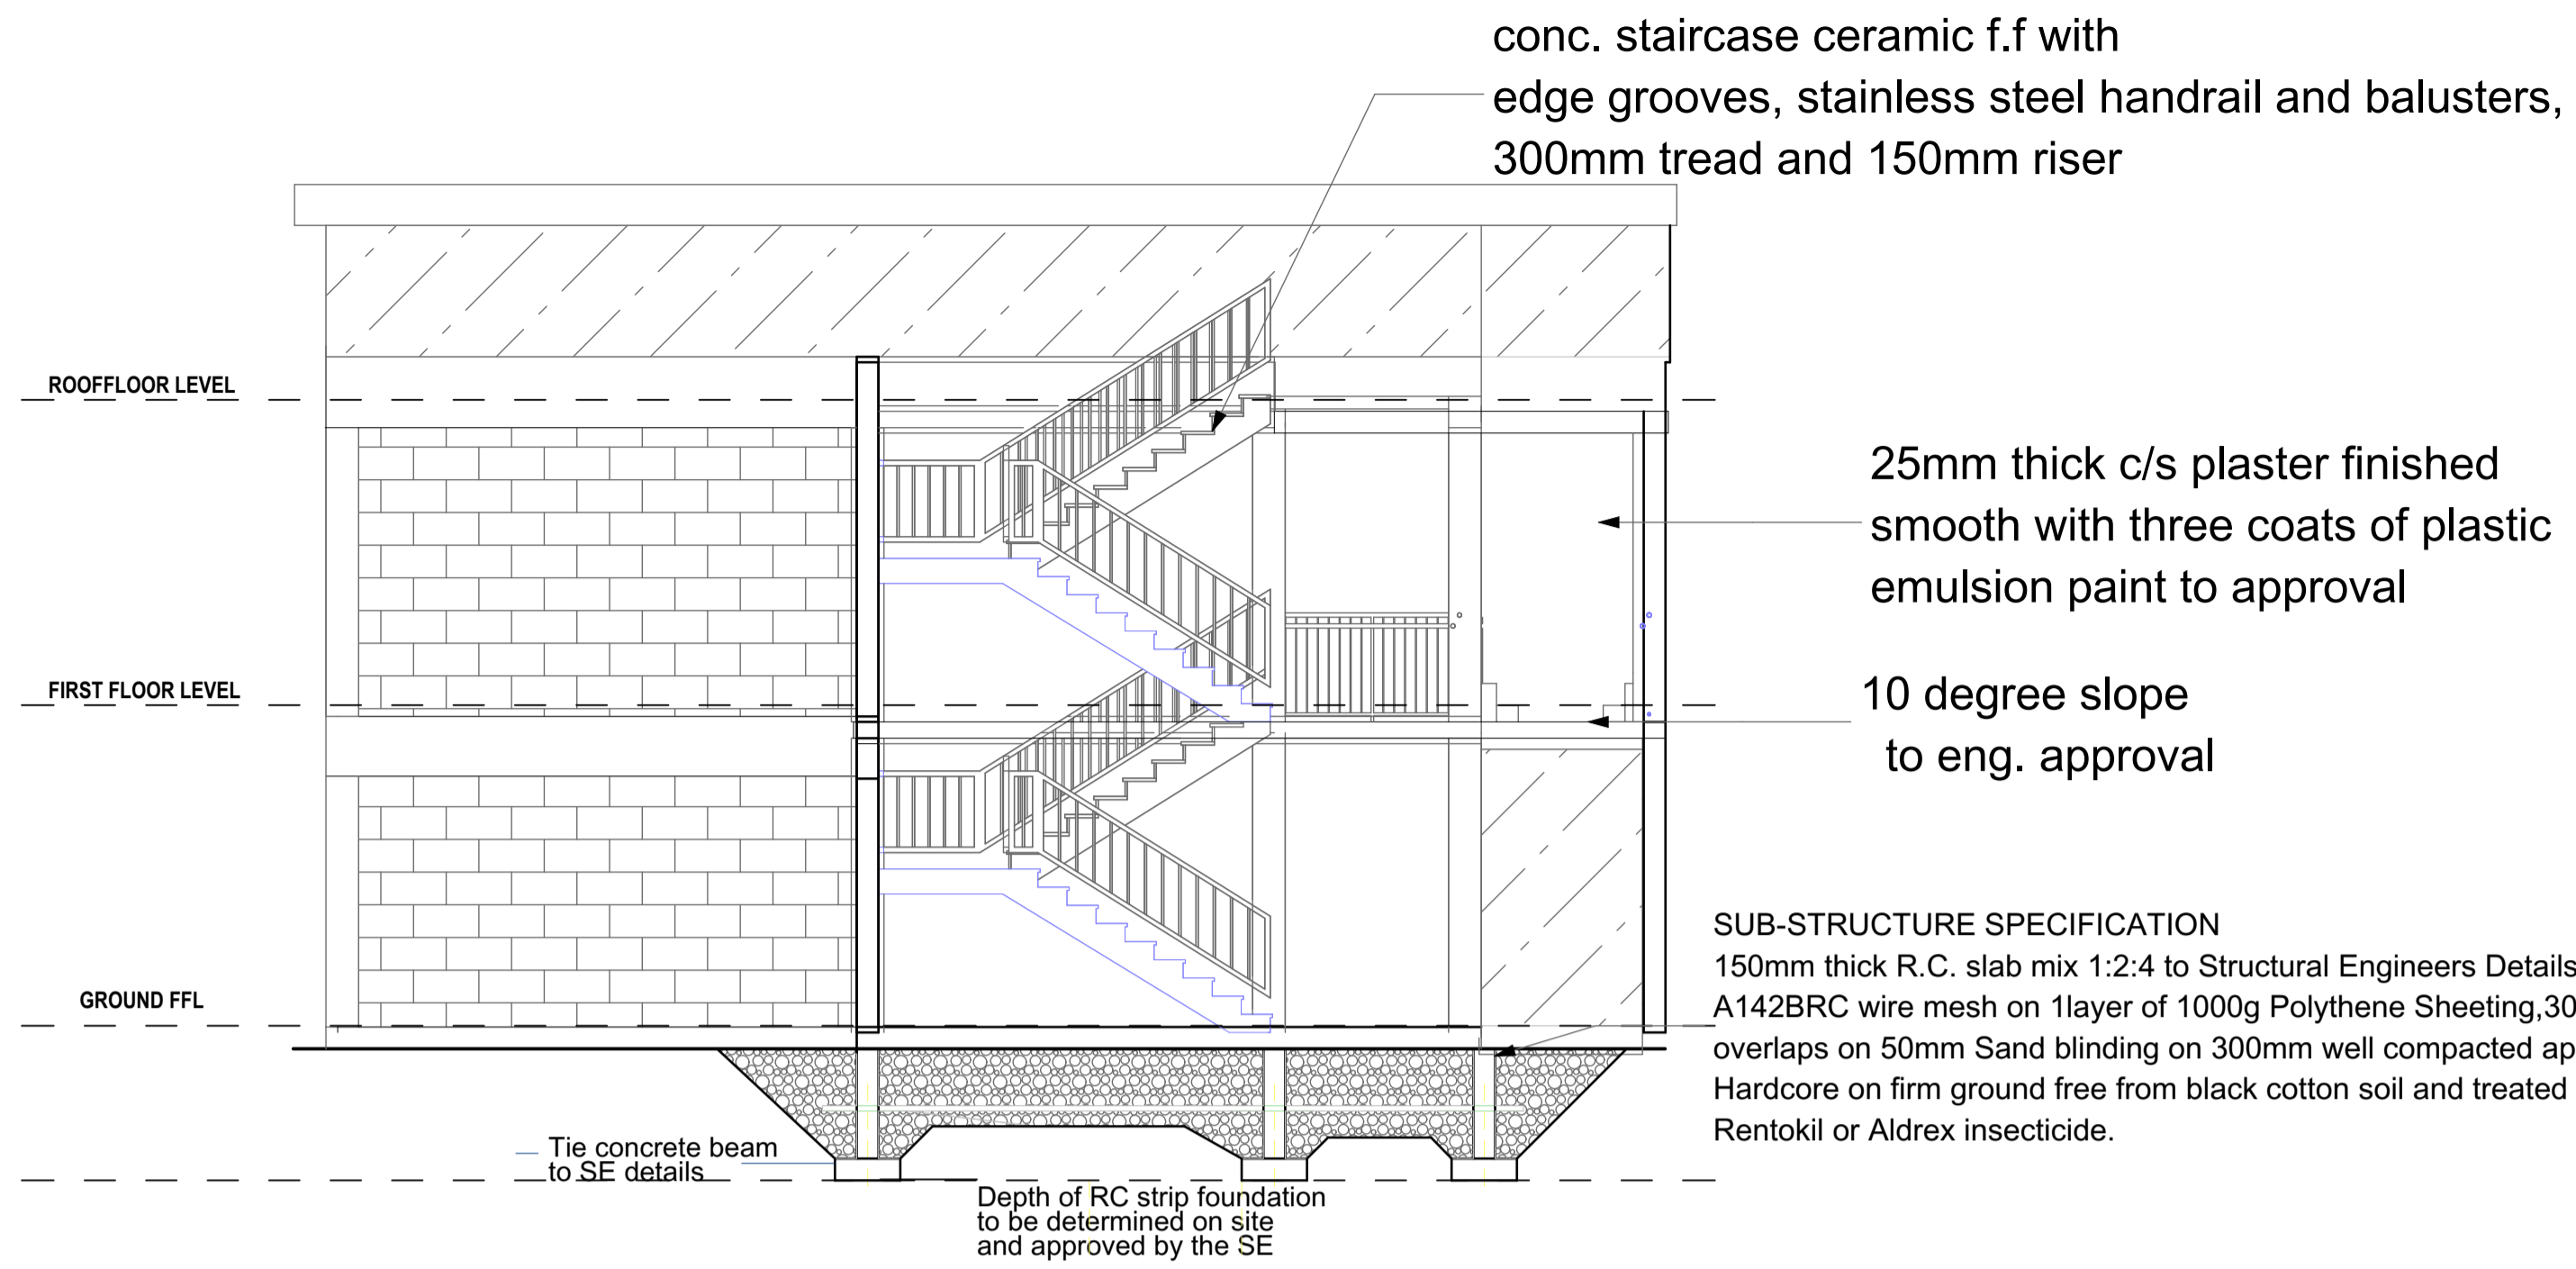 conc. staircase ceramic f.f with
edge grooves, stainless steel handrail and balusters,
300mm tread and 150mm riser
ROOFFLOOR LEVEL
25mm thick c/s plaster finished
smooth with three coats of plastic
emulsion paint to approval
FIRST FLOOR LEVEL
10 degree slope
to eng. approval
SUB-STRUCTURE SPECIFICATION
150mm thick R.C. slab mix 1:2:4 to Structural Engineers Details
A142BRC wire mesh on 1layer of 1000g Polythene Sheeting,30
overlaps on 50mm Sand blinding on 300mm well compacted ap
Hardcore on firm ground free from black cotton soil and treated
Rentokil or Aldrex insecticide.
GROUND FFL
Tie concrete beam
to SE details
Depth of RC strip foundation
to be determined on site
and approved by the SE